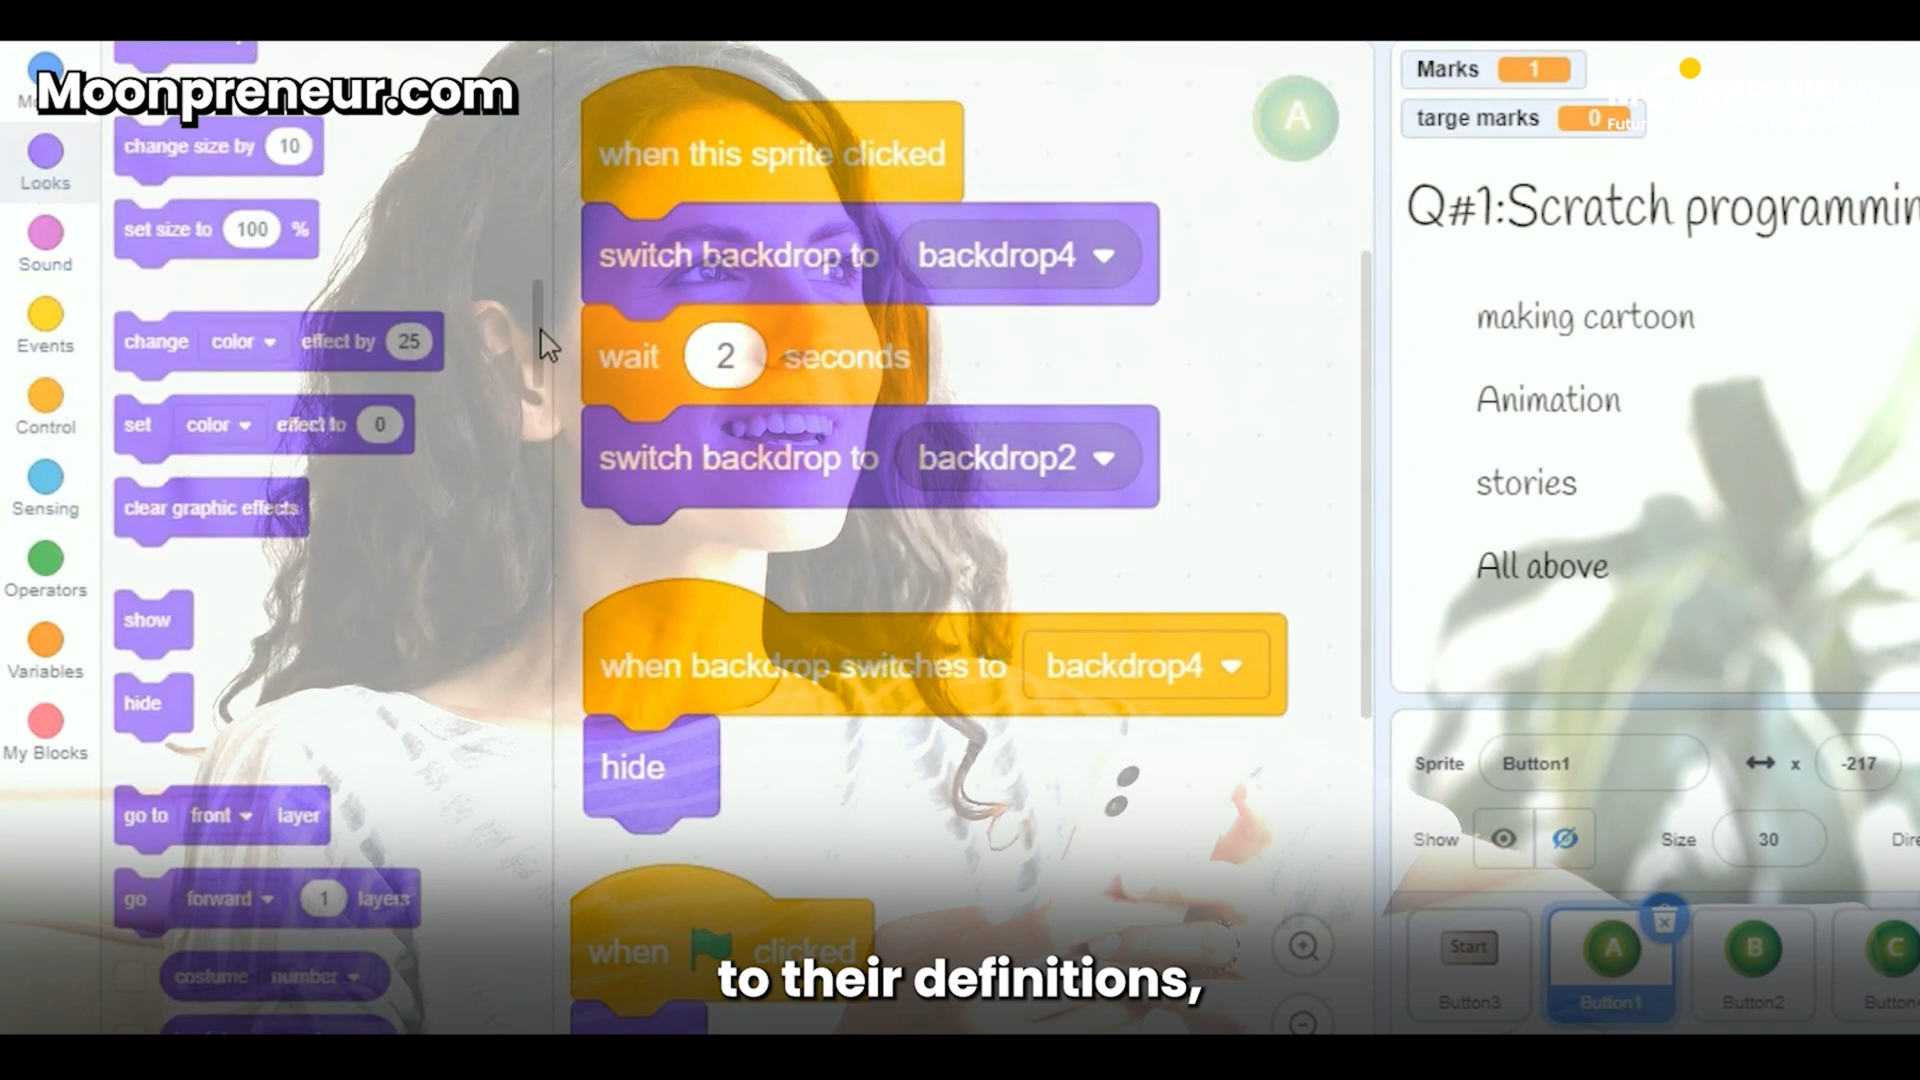 Moonpreneur.com
Looks
Sound
Events
Control
Sensing
Operators
Variables
My Blocks
change size by 10
set size to 100 %
change color effect by 25
set color effect to 0
clear graphic effects
show
hide
go to front layer
go forward 1 layers
costume number
when this sprite clicked
switch backdrop to backdrop4
wait 2 seconds
switch backdrop to backdrop2
when backdrop switches to backdrop4
hide
when clicked
A
Marks 1
targe marks 0
Q#1:Scratch programmin
making cartoon
Animation
stories
All above
Sprite Button1 x -217
Show Size 30 Dire
Start A B C
Button3 Button1 Button2 Button
to their definitions,